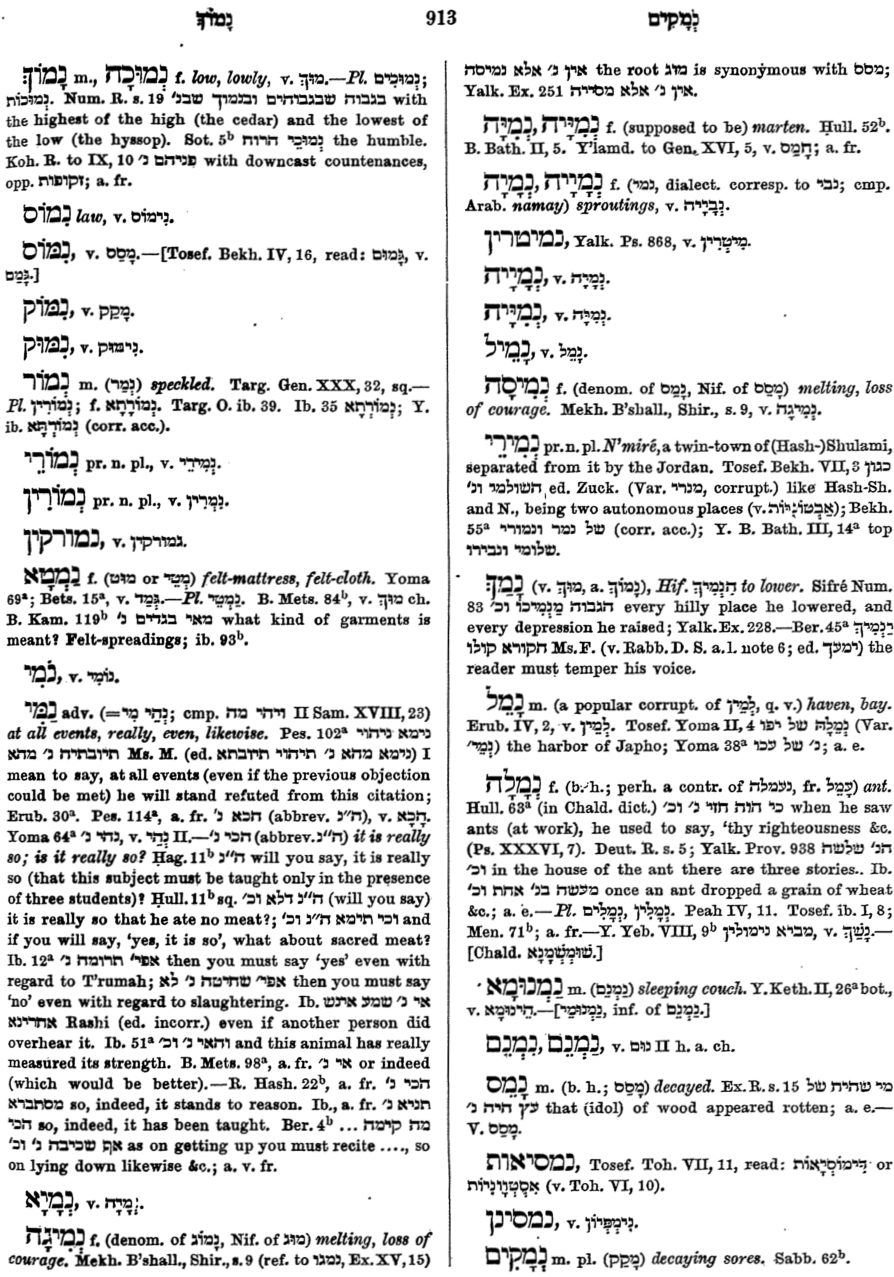 נָמוֹךְ 913 נְמָקִים
נָמוֹךְ m., נְמוּכָה f. low, lowly, v. מוּךְ.—Pl. נְמוּכִים;
נְמוּכוֹת. Num. R. s. 19 בגבוה שבגבוהים ובנמוך שבנ׳ with
the highest of the high (the cedar) and the lowest of
the low (the hyssop). Sot. 5ᵇ נְמוּכֵי הרוח the humble.
Koh. R. to IX, 10 פניהם נ׳ with downcast countenances,
opp. זקופות; a. fr.
נִמוֹס law, v. נִימוֹס.
נִמּוֹס, v. מָסַס.—[Tosef. Bekh. IV, 16, read: גָּמוּם, v.
גָּמַם.]
נִמּוֹק, v. מָקַק.
נִמּוּק, v. נִימוּק.
נְמוֹר m. (נְמַר) speckled. Targ. Gen. XXX, 32, sq.—
Pl. נְמוֹרִין; f. נְמוֹרְתָא. Targ. O. ib. 39. Ib. 35 נְמוֹרְתָא; Y.
ib. נְמוֹרְתָּא (corr. acc.).
נְמוֹרֵי pr. n. pl., v. נְמִירֵי.
נְמוֹרִין pr. n. pl., v. נִמְרִין.
נמורקין, v. גמורקין.
נַמְטָא f. (מוט or מְטֵי) felt-mattress, felt-cloth. Yoma
69ᵃ; Bets. 15ᵃ, v. גְּמַד.—Pl. נַמְטֵי. B. Mets. 84ᵇ, v. מוּךְ ch.
B. Kam. 119ᵇ מאי בגדים נ׳ what kind of garments is
meant? Felt-spreadings; ib. 93ᵇ.
נֹמִי, v. נוֹמִי.
נַמִּי adv. (=נְהֵי מִי; cmp. ויהי מה II Sam. XVIII, 23)
at all events, really, even, likewise. Pes. 102ᵃ נימא ניהוי
תיובתיה נ׳ מהא Ms. M. (ed. נימא מהא נ׳ תיהוי תיובתא) I
mean to say, at all events (even if the previous objection
could be met) he will stand refuted from this citation;
Erub. 30ᵃ. Pes. 114ᵃ, a. fr. הכא נ׳ (abbrev. ה״נ), v. הָכָא.
Yoma 64ᵃ נהי נ׳, v. נְהֵי II.—הכי נ׳ (abbrev. ה״נ) it is really
so; is it really so? Ḥag. 11ᵇ ה״נ will you say, it is really
so (that this subject must be taught only in the presence
of three students)? Ḥull. 11ᵇ sq. ה״נ דלא וכ׳ (will you say)
it is really so that he ate no meat?; וכי תימא ה״נ וכ׳ and
if you will say, ‘yes, it is so’, what about sacred meat?
Ib. 12ᵃ אפי׳ תרומה נ׳ then you must say ‘yes’ even with
regard to T'rumah; אפי׳ שחיטה נ׳ לא then you must say
‘no’ even with regard to slaughtering. Ib. אי נ׳ שמע אינש
אחרינא Rashi (ed. incorr.) even if another person did
overhear it. Ib. 51ᵃ והאי נ׳ וכ׳ and this animal has really
measured its strength. B. Mets. 98ᵃ, a. fr. אי נ׳ or indeed
(which would be better).—R. Hash. 22ᵇ, a. fr. הכי נ׳
מסתברא so, indeed, it stands to reason. Ib., a. fr. תניא נ׳
הכי so, indeed, it has been taught. Ber. 4ᵇ ... מה קימה
אף שכיבה נ׳ וכ׳ as on getting up you must recite ...., so
on lying down likewise &c.; a. v. fr.
נְמָיָא, v. נְמָיָה.
נְמִיגָה f. (denom. of נָמוֹג, Nif. of מוג) melting, loss of
courage. Mekh. B'shall., Shir., s. 9 (ref. to נמגו, Ex. XV, 15)
אין נ׳ אלא נמיסה the root מוג is synonymous with מסס;
Yalk. Ex. 251 אין נ׳ אלא מסייה.
נְמִיָּה, נְמִיָּיה f. (supposed to be) marten. Ḥull. 52ᵇ.
B. Bath. II, 5. Y'lamd. to Gen. XVI, 5, v. חָמַס; a. fr.
נְמָיָה, נְמָיֵיה f. (נמי, dialect. corresp. to נבי; cmp.
Arab. namay) sproutings, v. נְבָיָיה.
נמיטרין, Yalk. Ps. 868, v. מִיטְרִין.
נְמָיֵיה, v. נְמָיָה.
נְמִיָּיה, v. נְמִיָּה.
נָמֵיל, v. נָמֵל.
נְמִיסָה f. (denom. of נָמֵס, Nif. of מָסַס) melting, loss
of courage. Mekh. B'shall., Shir., s. 9, v. נְמִיגָה.
נְמִירֵי pr. n. pl. N'miré, a twin-town of (Hash-)Shulami,
separated from it by the Jordan. Tosef. Bekh. VII, 3 כגון
השולמי ונ׳ ed. Zuck. (Var. מנרי, corrupt.) like Hash-Sh.
and N., being two autonomous places (v. אַבְטוֹנִיוֹת); Bekh.
55ᵃ של נמר ונמורי (corr. acc.); Y. B. Bath. III, 14ᵃ top
שלומי ונבירו.
נָמַךְ (v. מוּךְ, a. נָמוֹךְ), Hif. הִנְמִיךְ to lower. Sifré Num.
83 הגבוה מַנְמִיכוֹ וכ׳ every hilly place he lowered, and
every depression he raised; Yalk. Ex. 228.—Ber. 45ᵃ יַנְמִיךְ
הקורא קולו Ms. F. (v. Rabb. D. S. a. l. note 6; ed. ימעך) the
reader must temper his voice.
נָמֵל m. (a popular corrupt. of לָמֵין, q. v.) haven, bay.
Erub. IV, 2, v. לָמֵין. Tosef. Yoma II, 4 נְמֵלָהּ של יפו (Var.
נְמֵי׳) the harbor of Japho; Yoma 38ᵃ נ׳ של עכו; a. e.
נְמָלָה f. (b. h.; perh. a contr. of נעמלה, fr. עָמַל) ant.
Ḥull. 63ᵃ (in Chald. dict.) כי הוה חזי נ׳ וכ׳ when he saw
ants (at work), he used to say, ‘thy righteousness &c.
(Ps. XXXVI, 7). Deut. R. s. 5; Yalk. Prov. 938 הנ׳ שלשה
וכ׳ in the house of the ant there are three stories.. Ib.
מעשה בנ׳ אחת וכ׳ once an ant dropped a grain of wheat
&c.; a. e.—Pl. נְמָלִים, נְמָלִין. Peah IV, 11. Tosef. ib. I, 8;
Men. 71ᵇ; a. fr.—Y. Yeb. VIII, 9ᵇ מביא נימולין, v. נָשַׁךְ.—
[Chald. שׁוּמְשְׁמָנָא.]
נַמְנוּמָא m. (נַמְנֵם) sleeping couch. Y. Keth. II, 26ᵃ bot.,
v. הִינוּמָא.—[נַמְנוּמֵי, inf. of נַמְנֵם.]
נַמְנֵם, נִמְנֵם, v. נום II h. a. ch.
נָמֵס m. (b. h.; מָסַס) decayed. Ex. R. s. 15 מי שהית של
עץ היה נ׳ that (idol) of wood appeared rotten; a. e.—
V. מָסַס.
נמסיאות, Tosef. Toh. VII, 11, read: דִּימוֹסְיָאוֹת or
אִסְטְוָונִיּוֹת (v. Toh. VI, 10).
נמסינן, v. נִימְפִּיוֹן.
נְמָקִים m. pl. (מָקַק) decaying sores. Sabb. 62ᵇ.